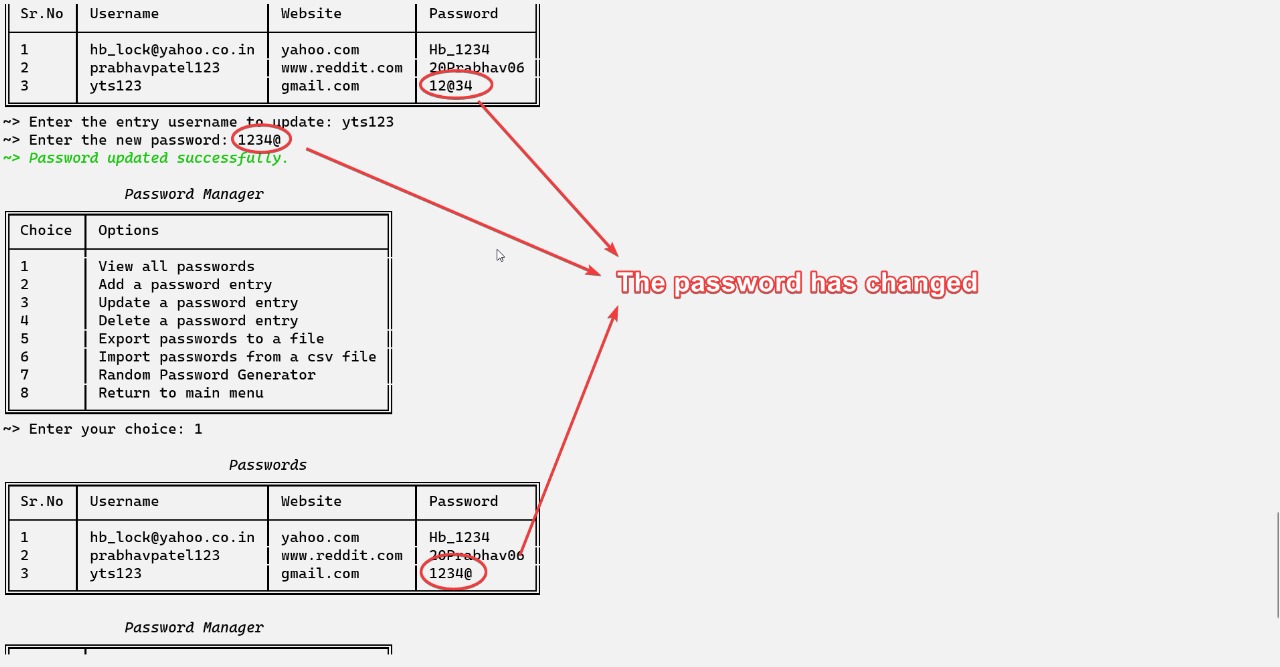 Sr.No Username Website Password
1 hb_lock@yahoo.co.in yahoo.com Hb_1234
2 prabhavpatel123 www.reddit.com 20Prabhav06
3 yts123 gmail.com 12@34
~> Enter the entry username to update: yts123
~> Enter the new password: 1234@
~> Password updated successfully.
Password Manager
Choice Options
1 View all passwords
2 Add a password entry
3 Update a password entry
4 Delete a password entry
5 Export passwords to a file
6 Import passwords from a csv file
7 Random Password Generator
8 Return to main menu
The password has changed
~> Enter your choice: 1
Passwords
Sr.No Username Website Password
1 hb_lock@yahoo.co.in yahoo.com Hb_1234
2 prabhavpatel123 www.reddit.com 20Prabhav06
3 yts123 gmail.com 1234@
Password Manager